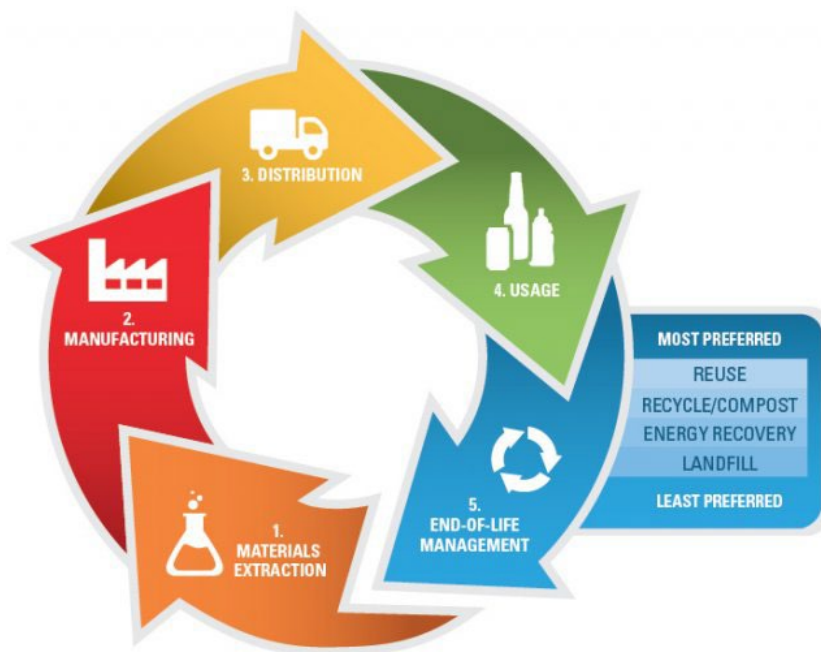 3. DISTRIBUTION
4. USAGE
2.
MANUFACTURING
MOST PREFERRED
REUSE
RECYCLE/COMPOST
ENERGY RECOVERY
LANDFILL
LEAST PREFERRED
5.
END-OF-LIFE
MANAGEMENT
1.
MATERIALS
EXTRACTION